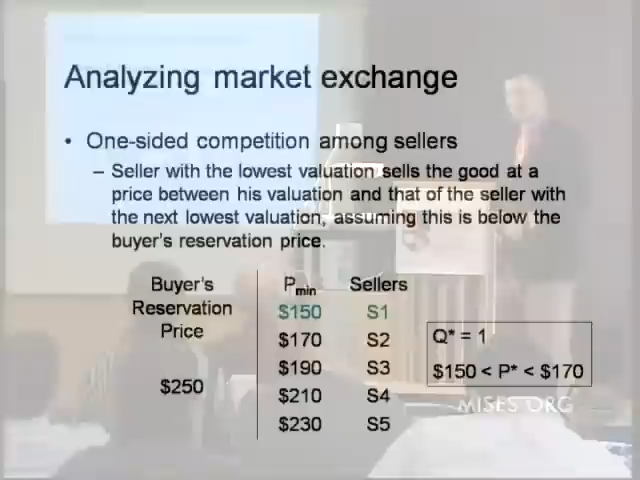 Analyzing market exchange
• One-sided competition among sellers
– Seller with the lowest valuation sells the good at a
price between his valuation and that of the seller with
the next lowest valuation, assuming this is below the
buyer's reservation price.
Buyer's
Reservation
Price
$250
Pmin Sellers
$150 S1
$170 S2
$190 S3
$210 S4
$230 S5
Q* = 1
$150 < P* < $170
MISES.ORG